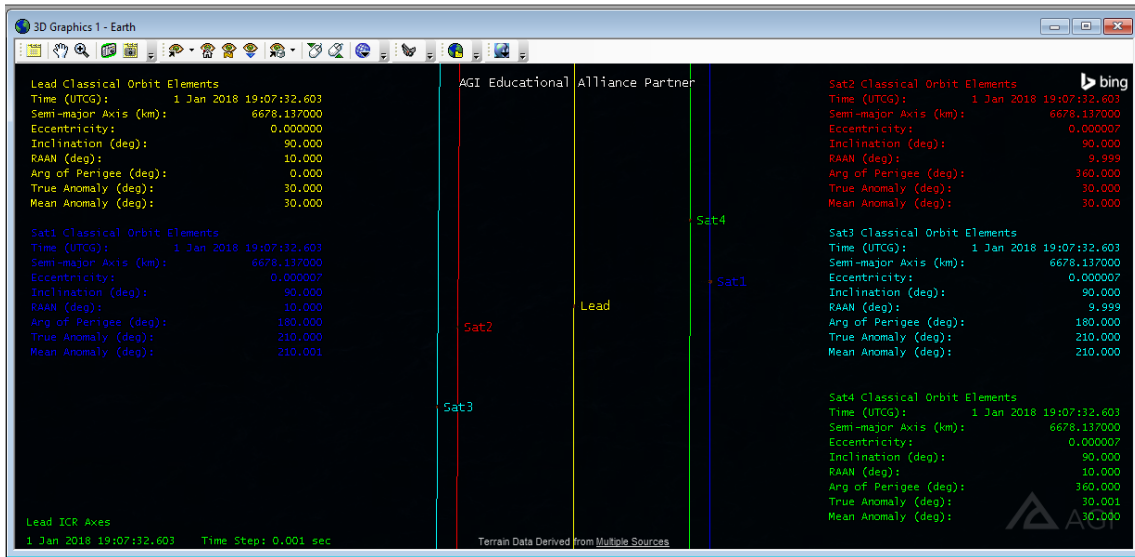 3D Graphics 1 - Earth
AGI Educational Alliance Partner
bing
Lead Classical Orbit Elements
Time (UTCG): 1 Jan 2018 19:07:32.603
Semi-major Axis (km): 6678.137000
Eccentricity: 0.000000
Inclination (deg): 90.000
RAAN (deg): 10.000
Arg of Perigee (deg): 0.000
True Anomaly (deg): 30.000
Mean Anomaly (deg): 30.000
Sat1 Classical Orbit Elements
Time (UTCG): 1 Jan 2018 19:07:32.603
Semi-major Axis (km): 6678.137000
Eccentricity: 0.000007
Inclination (deg): 90.000
RAAN (deg): 10.000
Arg of Perigee (deg): 180.000
True Anomaly (deg): 210.000
Mean Anomaly (deg): 210.001
Sat4
Sat1
Lead
Sat2
Sat3
Sat2 Classical Orbit Elements
Time (UTCG): 1 Jan 2018 19:07:32.603
Semi-major Axis (km): 6678.137000
Eccentricity: 0.000007
Inclination (deg): 90.000
RAAN (deg): 9.999
Arg of Perigee (deg): 360.000
True Anomaly (deg): 30.000
Mean Anomaly (deg): 30.000
Sat3 Classical Orbit Elements
Time (UTCG): 1 Jan 2018 19:07:32.603
Semi-major Axis (km): 6678.137000
Eccentricity: 0.000007
Inclination (deg): 90.000
RAAN (deg): 9.999
Arg of Perigee (deg): 180.000
True Anomaly (deg): 210.000
Mean Anomaly (deg): 210.000
Sat4 Classical Orbit Elements
Time (UTCG): 1 Jan 2018 19:07:32.603
Semi-major Axis (km): 6678.137000
Eccentricity: 0.000007
Inclination (deg): 90.000
RAAN (deg): 10.000
Arg of Perigee (deg): 360.000
True Anomaly (deg): 30.001
Mean Anomaly (deg): 30.000
AGI
Lead ICR Axes
1 Jan 2018 19:07:32.603 Time Step: 0.001 sec
Terrain Data Derived from Multiple Sources